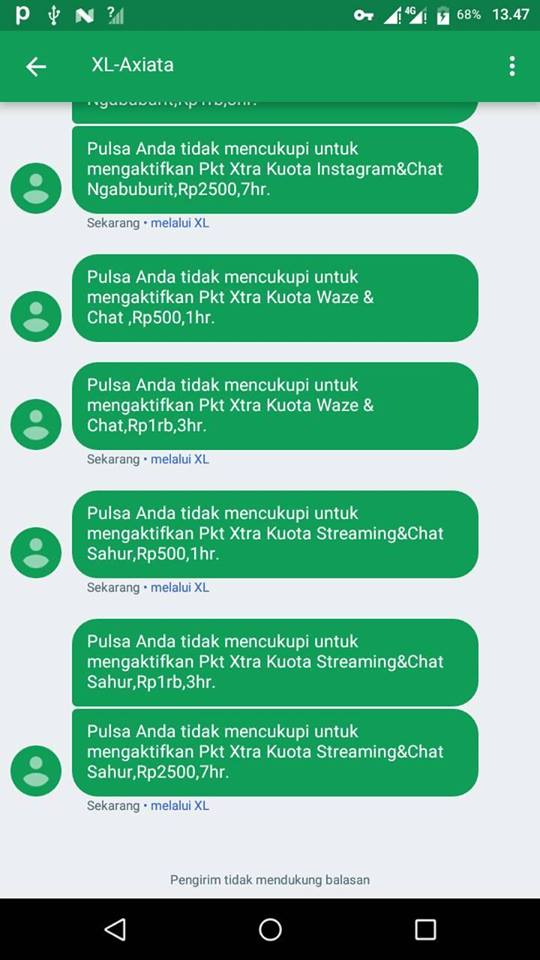 68% 13.47
XL-Axiata
Ngabuburit,Rp1rb,3hr.
Pulsa Anda tidak mencukupi untuk
mengaktifkan Pkt Xtra Kuota Instagram&Chat
Ngabuburit,Rp2500,7hr.
Sekarang • melalui XL
Pulsa Anda tidak mencukupi untuk
mengaktifkan Pkt Xtra Kuota Waze &
Chat ,Rp500,1hr.
Pulsa Anda tidak mencukupi untuk
mengaktifkan Pkt Xtra Kuota Waze &
Chat,Rp1rb,3hr.
Sekarang • melalui XL
Pulsa Anda tidak mencukupi untuk
mengaktifkan Pkt Xtra Kuota Streaming&Chat
Sahur,Rp500,1hr.
Sekarang • melalui XL
Pulsa Anda tidak mencukupi untuk
mengaktifkan Pkt Xtra Kuota Streaming&Chat
Sahur,Rp1rb,3hr.
Pulsa Anda tidak mencukupi untuk
mengaktifkan Pkt Xtra Kuota Streaming&Chat
Sahur,Rp2500,7hr.
Sekarang • melalui XL
Pengirim tidak mendukung balasan